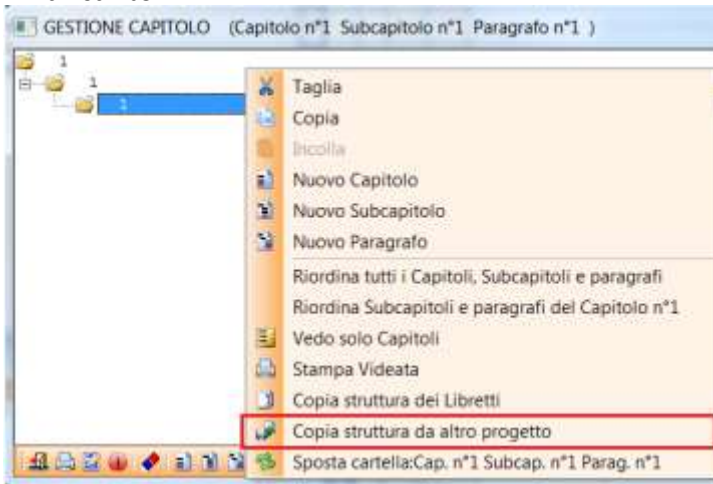 GESTIONE CAPITOLO (Capitolo n°1 Subcapitolo n°1 Paragrafo n°1 )
1
1
1
Taglia
Copia
Incolla
Nuovo Capitolo
Nuovo Subcapitolo
Nuovo Paragrafo
Riordina tutti i Capitoli, Subcapitoli e paragrafi
Riordina Subcapitoli e paragrafi del Capitolo n°1
Vedo solo Capitoli
Stampa Videata
Copia struttura dei Libretti
Copia struttura da altro progetto
Sposta cartella:Cap. n°1 Subcap. n°1 Parag. n°1